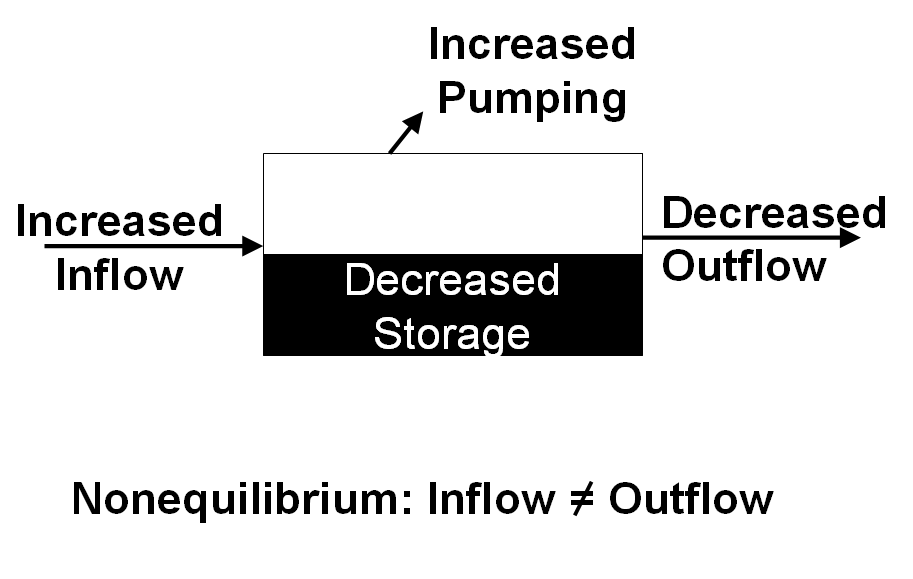 Increased
Pumping
Increased
Inflow
Decreased
Storage
Decreased
Outflow
Nonequilibrium: Inflow ≠ Outflow